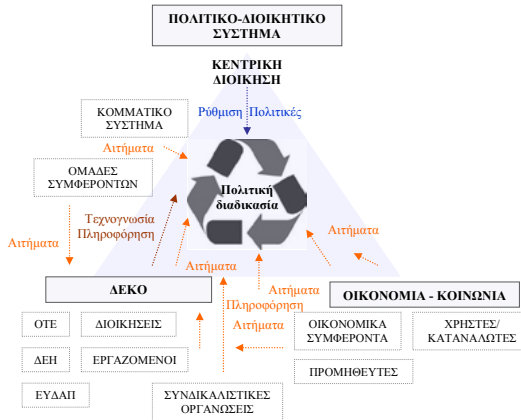 ΠΟΛΙΤΙΚΟ-ΔΙΟΙΚΗΤΙΚΟ
ΣΥΣΤΗΜΑ
ΚΕΝΤΡΙΚΗ
ΔΙΟΙΚΗΣΗ
Ρύθμιση Πολιτικές
ΚΟΜΜΑΤΙΚΟ
ΣΥΣΤΗΜΑ
Αιτήματα
ΟΜΑΔΕΣ
ΣΥΜΦΕΡΟΝΤΩΝ
Πολιτική
διαδικασία
Τεχνογνωσία
Πληροφόρηση
Αιτήματα
Αιτήματα
Αιτήματα
ΔΕΚΟ
Αιτήματα
Πληροφόρηση
ΟΙΚΟΝΟΜΙΑ - ΚΟΙΝΩΝΙΑ
ΟΤΕ
ΔΙΟΙΚΗΣΕΙΣ
Αιτήματα
ΟΙΚΟΝΟΜΙΚΑ
ΣΥΜΦΕΡΟΝΤΑ
ΧΡΗΣΤΕΣ/
ΚΑΤΑΝΑΛΩΤΕΣ
ΔΕΗ
ΕΡΓΑΖΟΜΕΝΟΙ
ΠΡΟΜΗΘΕΥΤΕΣ
ΕΥΔΑΠ
ΣΥΝΔΙΚΑΛΙΣΤΙΚΕΣ
ΟΡΓΑΝΩΣΕΙΣ